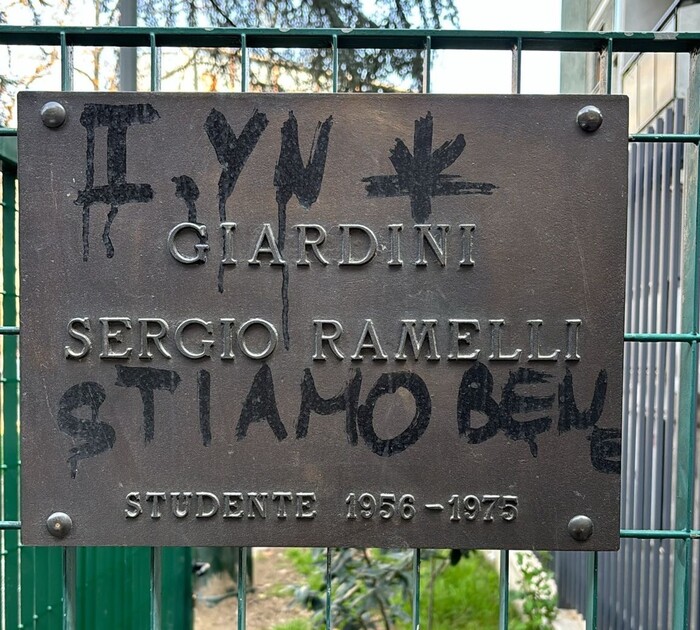 GIARDINI
SERGIO RAMELLI
STIAMO BENE
STUDENTE 1956-1975